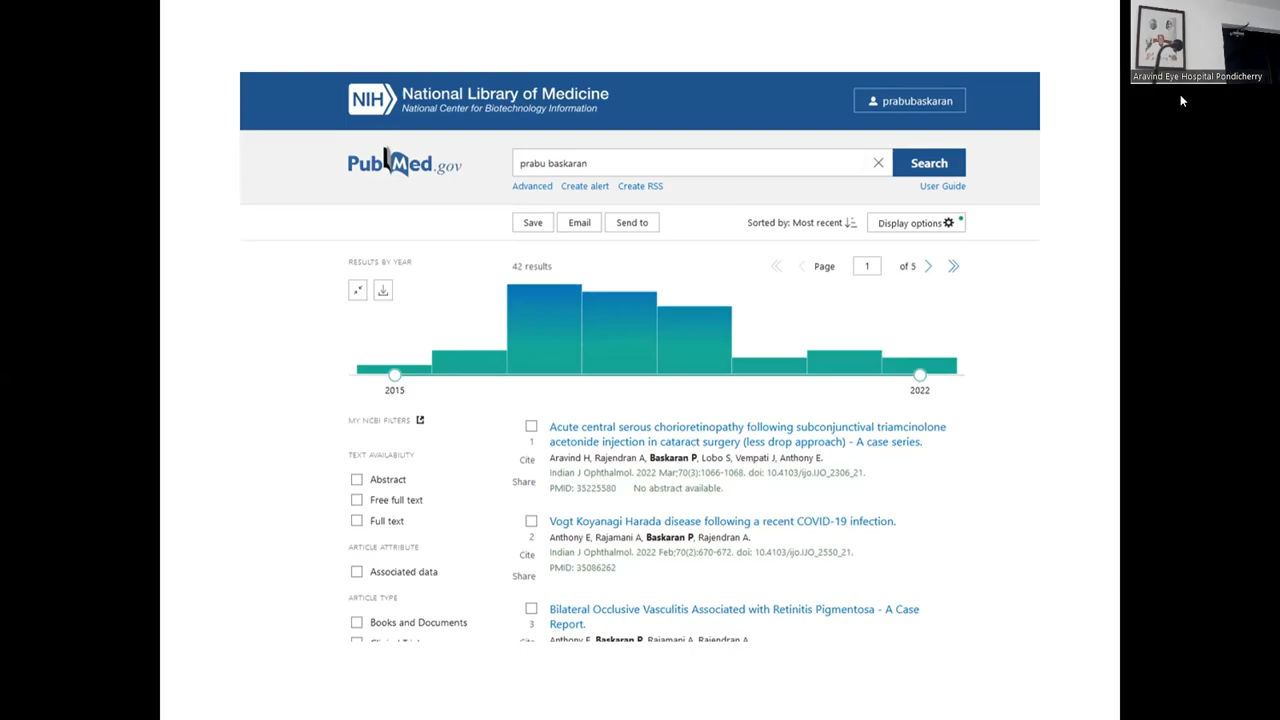 Aravind Eye Hospital Pondicherry
NIH National Library of Medicine
National Center for Biotechnology Information
prabubaskaran
PubMed.gov
prabu baskaran
Search
Advanced Create alert Create RSS
User Guide
Save Email Send to
Sorted by: Most recent
Display options
RESULTS BY YEAR
42 results
Page 1 of 5
2015
2022
MY NCBI FILTERS
TEXT AVAILABILITY
Abstract
Free full text
Full text
ARTICLE ATTRIBUTE
Associated data
ARTICLE TYPE
Books and Documents
1
Cite
Share
Acute central serous chorioretinopathy following subconjunctival triamcinolone
acetonide injection in cataract surgery (less drop approach) - A case series.
Aravind H, Rajendran A, Baskaran P, Lobo S, Vempati J, Anthony E.
Indian J Ophthalmol. 2022 Mar;70(3):1066-1068. doi: 10.4103/ijo.IJO_2306_21.
PMID: 35225580 No abstract available.
2
Cite
Share
Vogt Koyanagi Harada disease following a recent COVID-19 infection.
Anthony E, Rajamani A, Baskaran P, Rajendran A.
Indian J Ophthalmol. 2022 Feb;70(2):670-672. doi: 10.4103/ijo.IJO_2550_21.
PMID: 35086262
3
Bilateral Occlusive Vasculitis Associated with Retinitis Pigmentosa - A Case
Report.
Anthony E, Baskaran P, Rajamani A, Rajendran A.